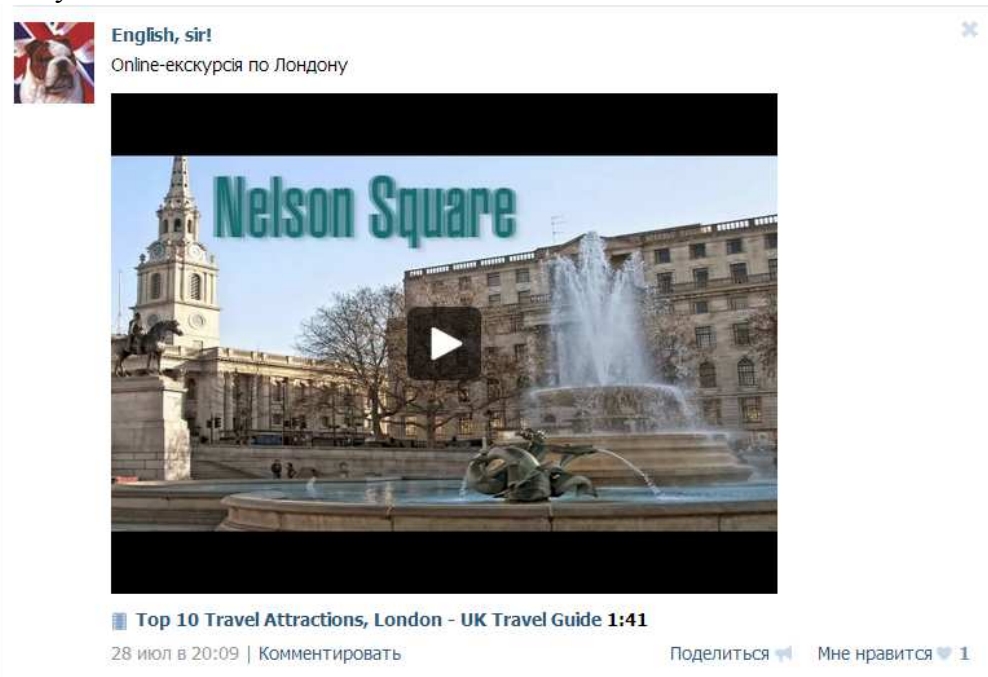 English, sir!
Online-екскурсія по Лондону
Nelson Square
Top 10 Travel Attractions, London - UK Travel Guide 1:41
28 июл в 20:09 | Комментировать
Поделиться
Мне нравится 1